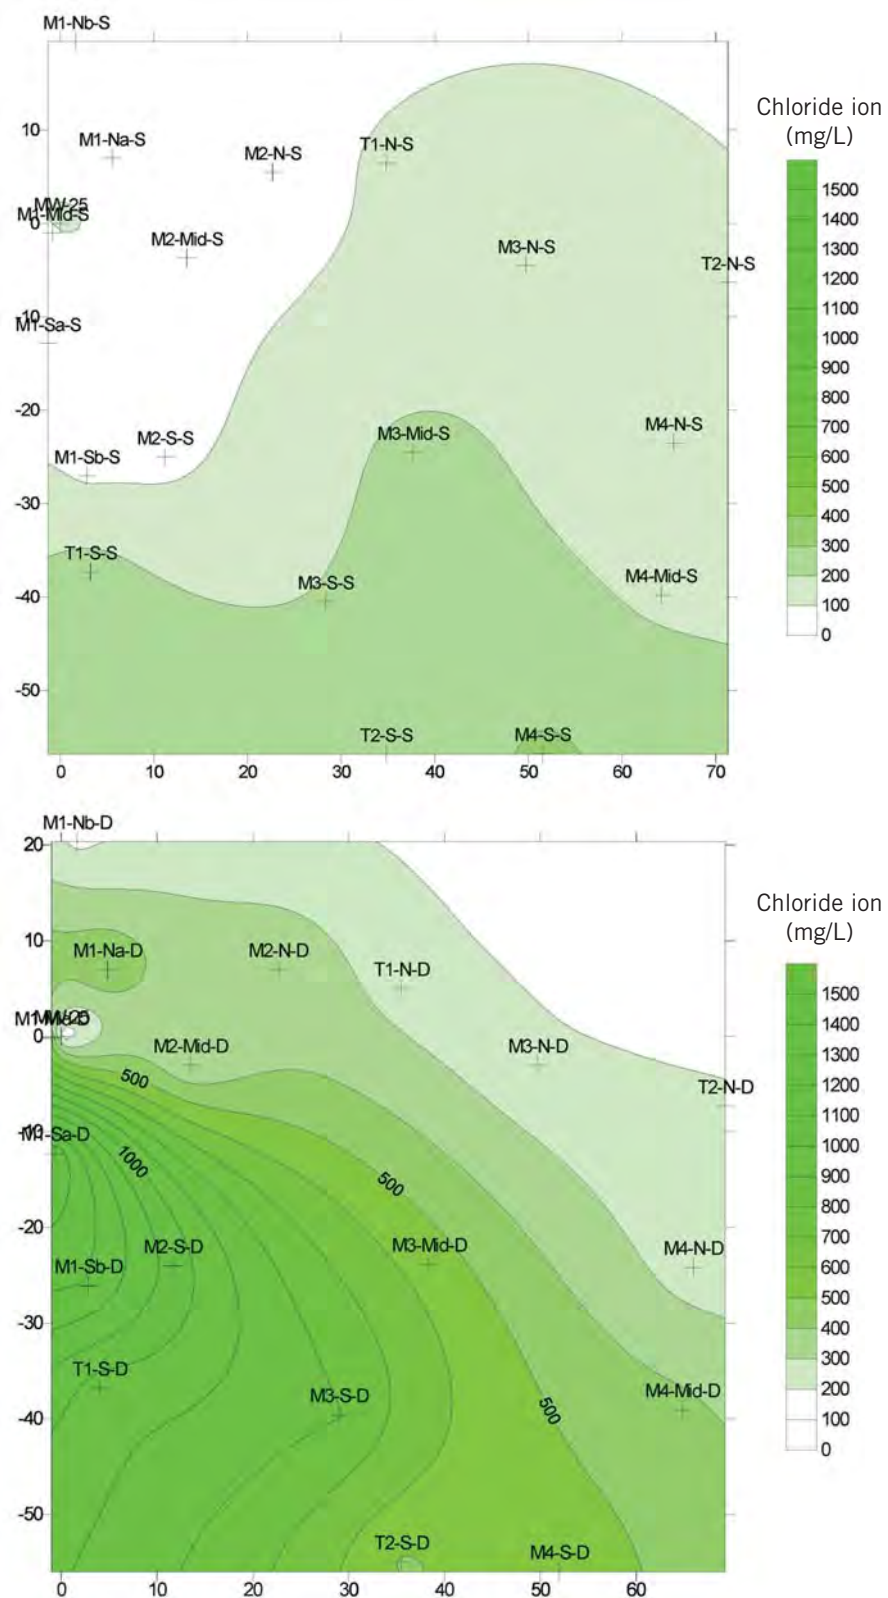 M1-Nb-S
Chloride ion
(mg/L)
10
M1-Na-S
M2-N-S
T1-N-S
1500
1400
1300
1200
1100
1000
900
800
700
600
500
400
300
200
100
0
MW-25
M1-Mid-S
0
M2-Mid-S
M3-N-S
T2-N-S
-10
M1-Sa-S
-20
M3-Mid-S
M4-N-S
M2-S-S
M1-Sb-S
-30
T1-S-S
M3-S-S
M4-Mid-S
-40
-50
T2-S-S
M4-S-S
0 10 20 30 40 50 60 70
M1-Nb-D
20
Chloride ion
(mg/L)
10
M1-Na-D
M2-N-D
T1-N-D
1500
1400
1300
1200
1100
1000
900
800
700
600
500
400
300
200
100
0
MW-25
M1-Mid-D
0
M2-Mid-D
M3-N-D
500
T2-N-D
-10
M1-Sa-D
1000
500
-20
M2-S-D
M3-Mid-D
M4-N-D
M1-Sb-D
-30
T1-S-D
M3-S-D
M4-Mid-D
500
-40
-50
T2-S-D
M4-S-D
0 10 20 30 40 50 60